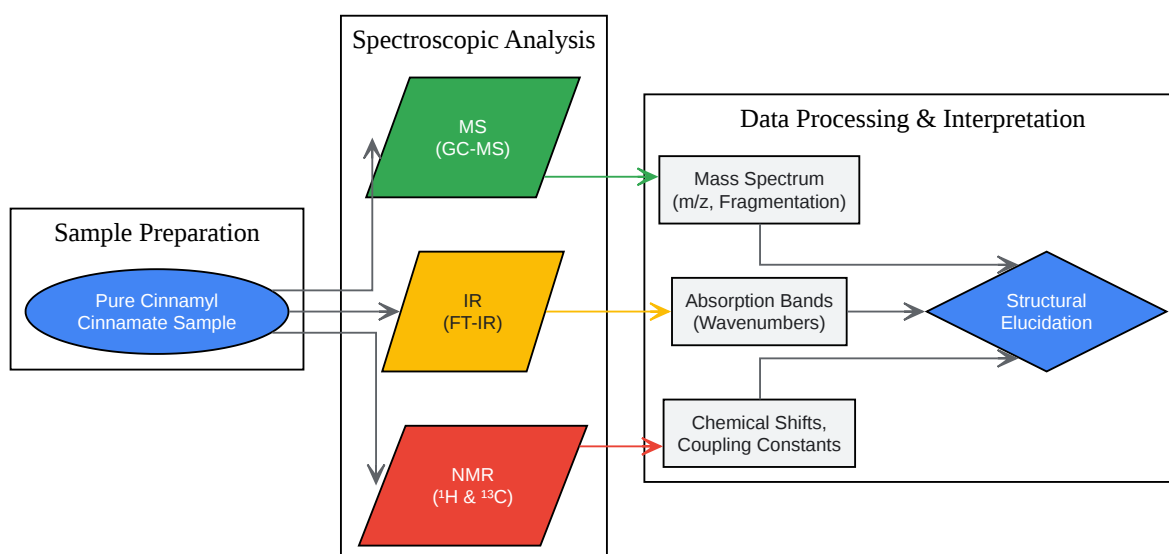 Sample Preparation
Pure Cinnamyl
Cinnamate Sample
Spectroscopic Analysis
MS
(GC-MS)
IR
(FT-IR)
NMR
(¹H & ¹³C)
Data Processing & Interpretation
Mass Spectrum
(m/z, Fragmentation)
Absorption Bands
(Wavenumbers)
Chemical Shifts,
Coupling Constants
Structural
Elucidation